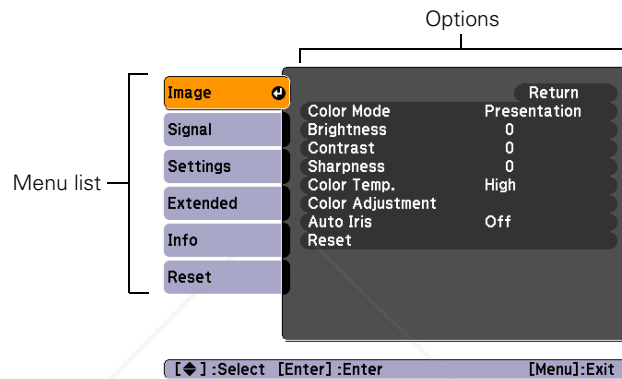 Options
Menu list
Image
Signal
Settings
Extended
Info
Reset
Return
Color Mode Presentation
Brightness 0
Contrast 0
Sharpness 0
Color Temp. High
Color Adjustment
Auto Iris Off
Reset
[◆] :Select [Enter] :Enter [Menu]:Exit